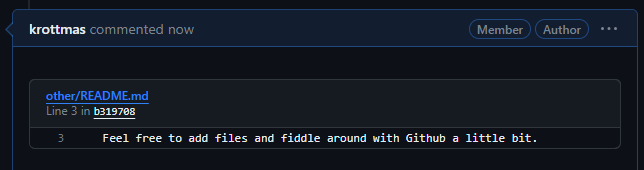 krottmas commented now Member Author ...
other/README.md
Line 3 in b319708
3 Feel free to add files and fiddle around with Github a little bit.